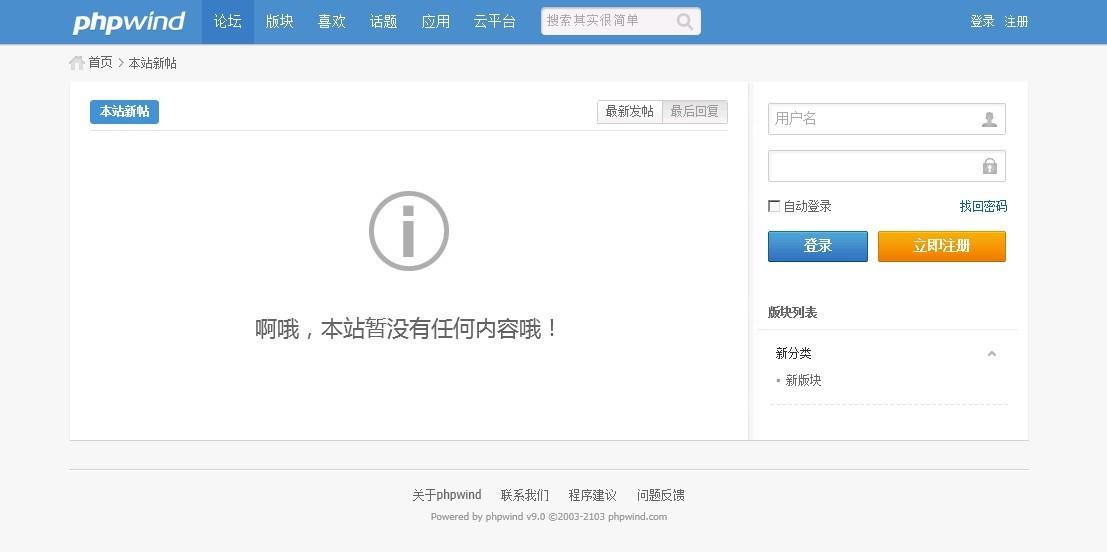 phpwind 论坛 版块 喜欢 话题 应用 云平台 搜索其实很简单 登录 注册
首页 > 本站新帖
本站新帖 最新发帖 最后回复
啊哦，本站暂没有任何内容哦！
用户名
自动登录 找回密码
登录 立即注册
版块列表
新分类
新版块
关于phpwind 联系我们 程序建议 问题反馈
Powered by phpwind v9.0 ©2003-2103 phpwind.com